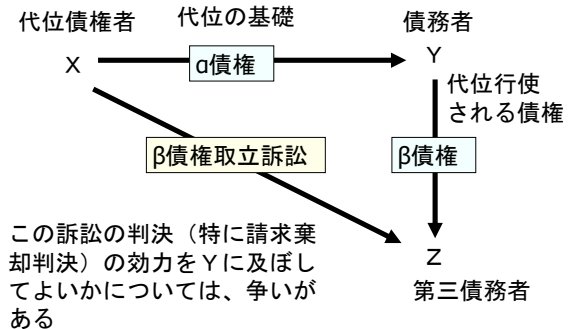 代位債権者
代位の基礎
債務者
X
α債権
Y
代位行使
される債権
β債権取立訴訟
β債権
この訴訟の判決（特に請求棄
却判決）の効力をＹに及ぼし
てよいかについては、争いが
ある
Z
第三債務者